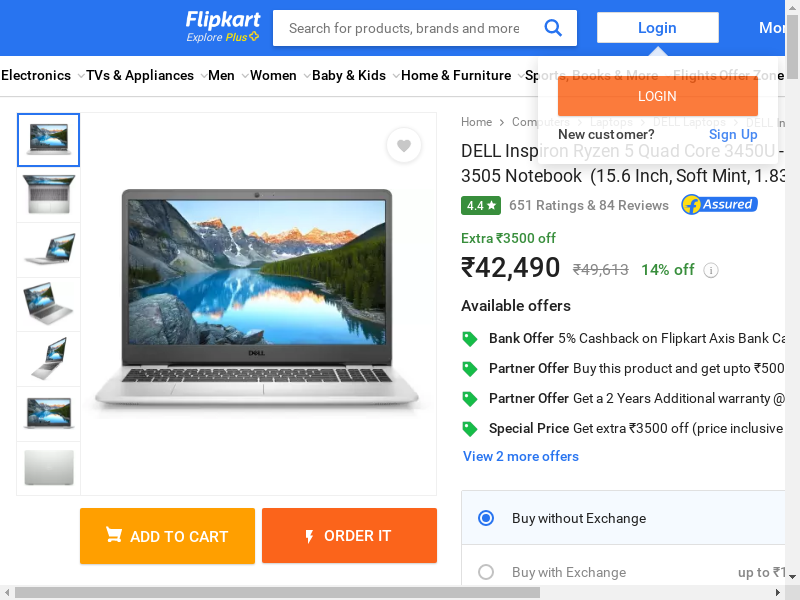 Flipkart
Explore Plus
Search for products, brands and more
Login
Electronics
TVs & Appliances
Men
Women
Baby & Kids
Home & Furniture
Sports, Books & More
Flights
Offer Zone
LOGIN
New customer?
Sign Up
Home
Computers
Laptops
DELL Laptops
DELL
DELL Inspiron Ryzen 5 Quad Core 3450U -
3505 Notebook (15.6 Inch, Soft Mint, 1.83
4.4 ★
651 Ratings & 84 Reviews
Assured
Extra ₹3500 off
₹42,490 ₹49,613 14% off
Available offers
Bank Offer 5% Cashback on Flipkart Axis Bank
Partner Offer Buy this product and get upto ₹500
Partner Offer Get a 2 Years Additional warranty @
Special Price Get extra ₹3500 off (price inclusive
View 2 more offers
DELL
ADD TO CART
ORDER IT
Buy without Exchange
Buy with Exchange
up to ₹1